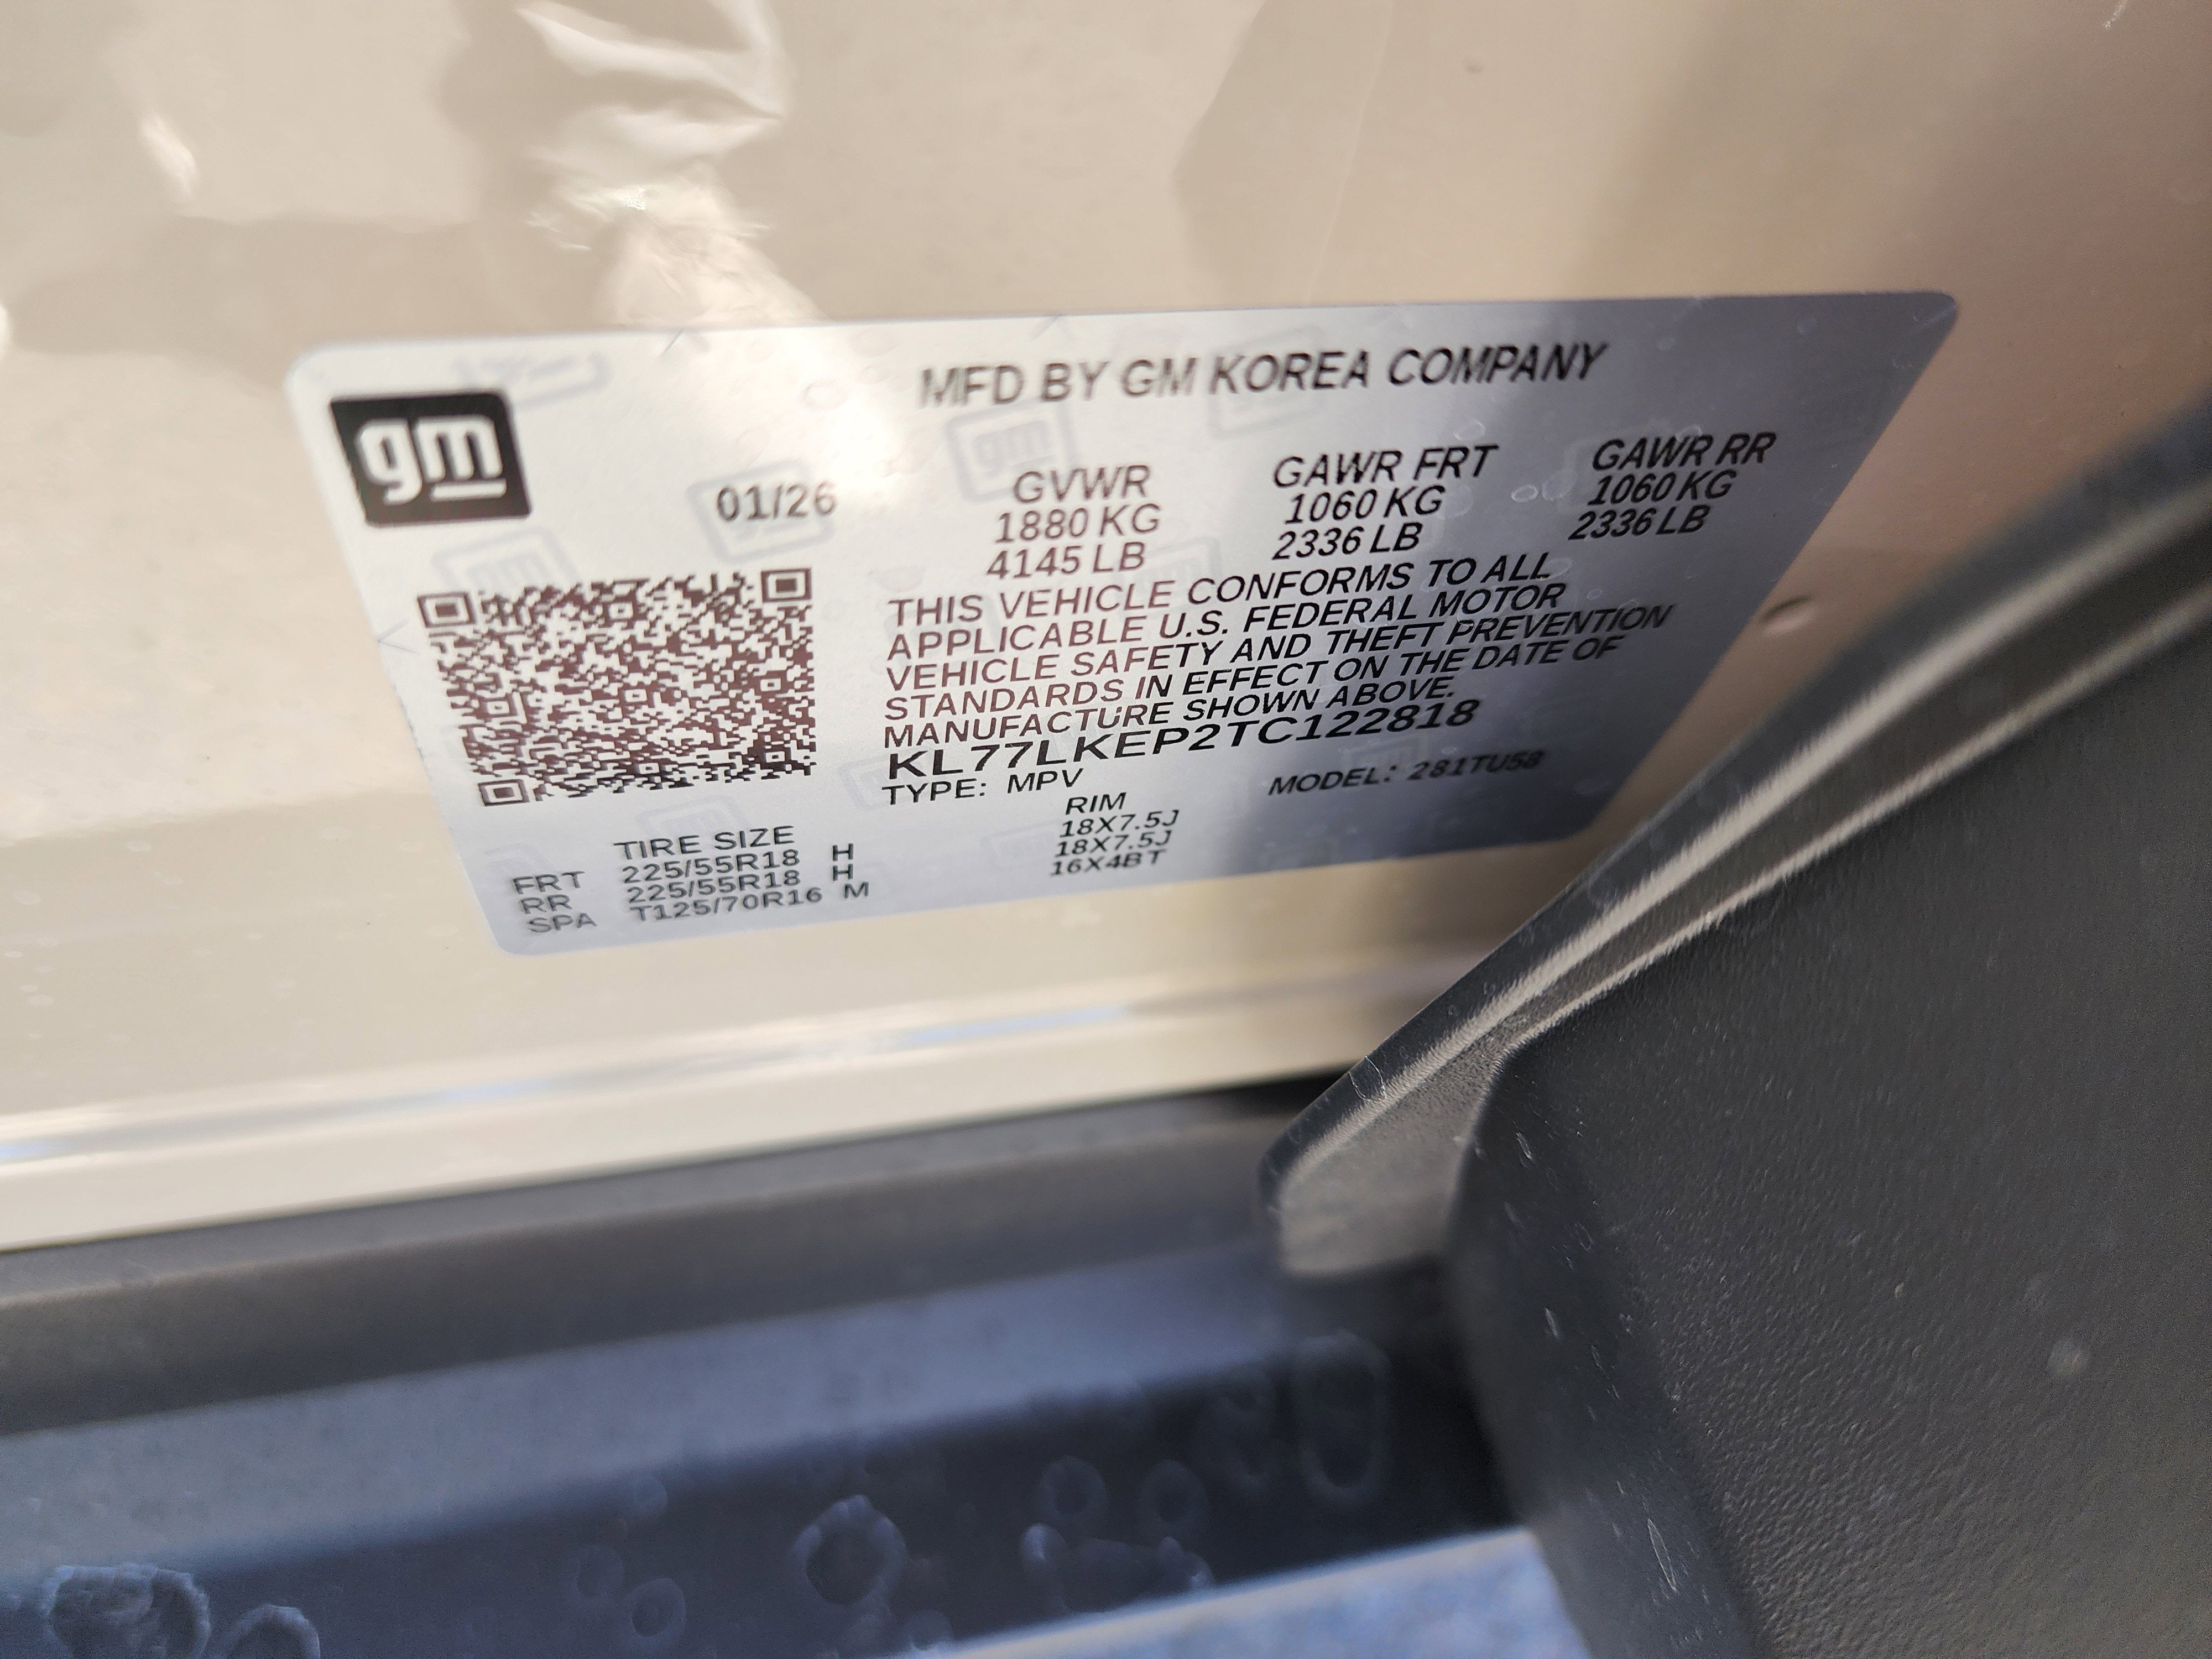 gm
MFD BY GM KOREA COMPANY
01/26
GVWR GAWR FRT GAWR RR
1880 KG 1060 KG 1060 KG
4145 LB 2336 LB 2336 LB
THIS VEHICLE CONFORMS TO ALL
APPLICABLE U.S. FEDERAL MOTOR
VEHICLE SAFETY AND THEFT PREVENTION
STANDARDS IN EFFECT ON THE DATE OF
MANUFACTURE SHOWN ABOVE.
KL77LKEP2TC122818
TYPE: MPV MODEL: 281TU58
TIRE SIZE RIM
FRT 225/55R18 H 18X7.5J
RR 225/55R18 H 18X7.5J
SPA T125/70R16 M 16X4BT